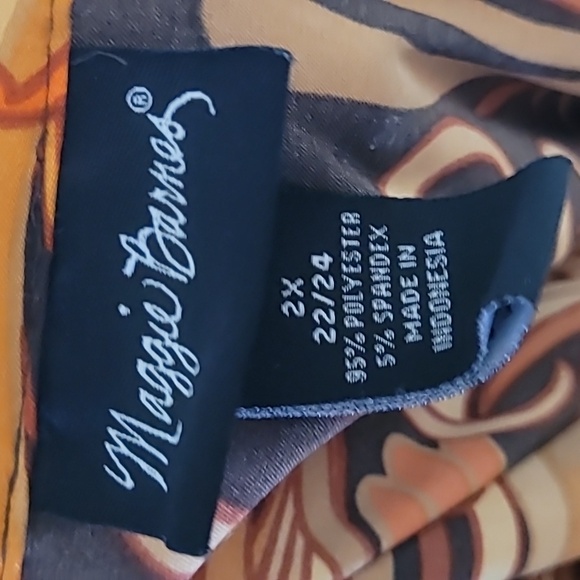 Maggie Barnes®
2X
22/24
95% POLYESTER
5% SPANDEX
MADE IN
INDONESIA